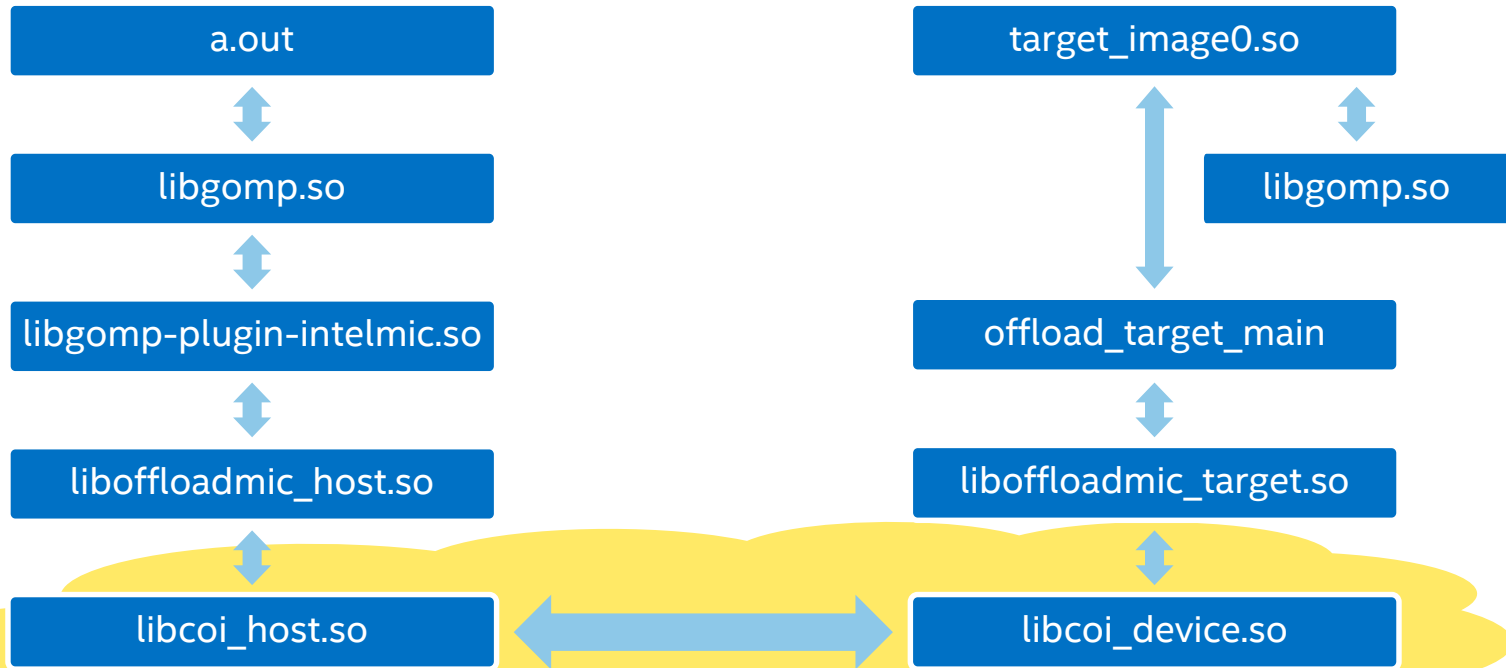 a.out
target_image0.so
libgomp.so
libgomp.so
libgomp-plugin-intelmic.so
offload_target_main
liboffloadmic_host.so
liboffloadmic_target.so
libcoi_host.so
libcoi_device.so